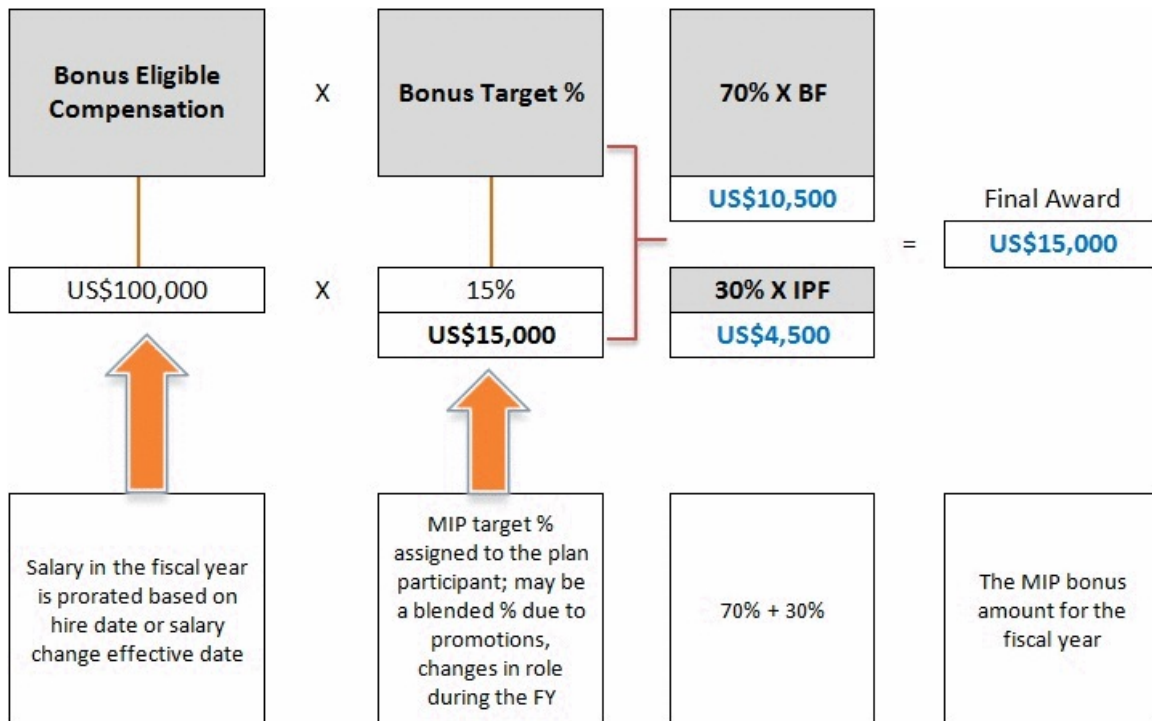 Bonus Eligible
Compensation
X
Bonus Target %
70% X BF
US$10,500
Final Award
US$15,000
=
US$100,000
X
15%
US$15,000
30% X IPF
US$4,500
Salary in the fiscal year
is prorated based on
hire date or salary
change effective date
MIP target %
assigned to the plan
participant; may be
a blended % due to
promotions,
changes in role
during the FY
70% + 30%
The MIP bonus
amount for the
fiscal year